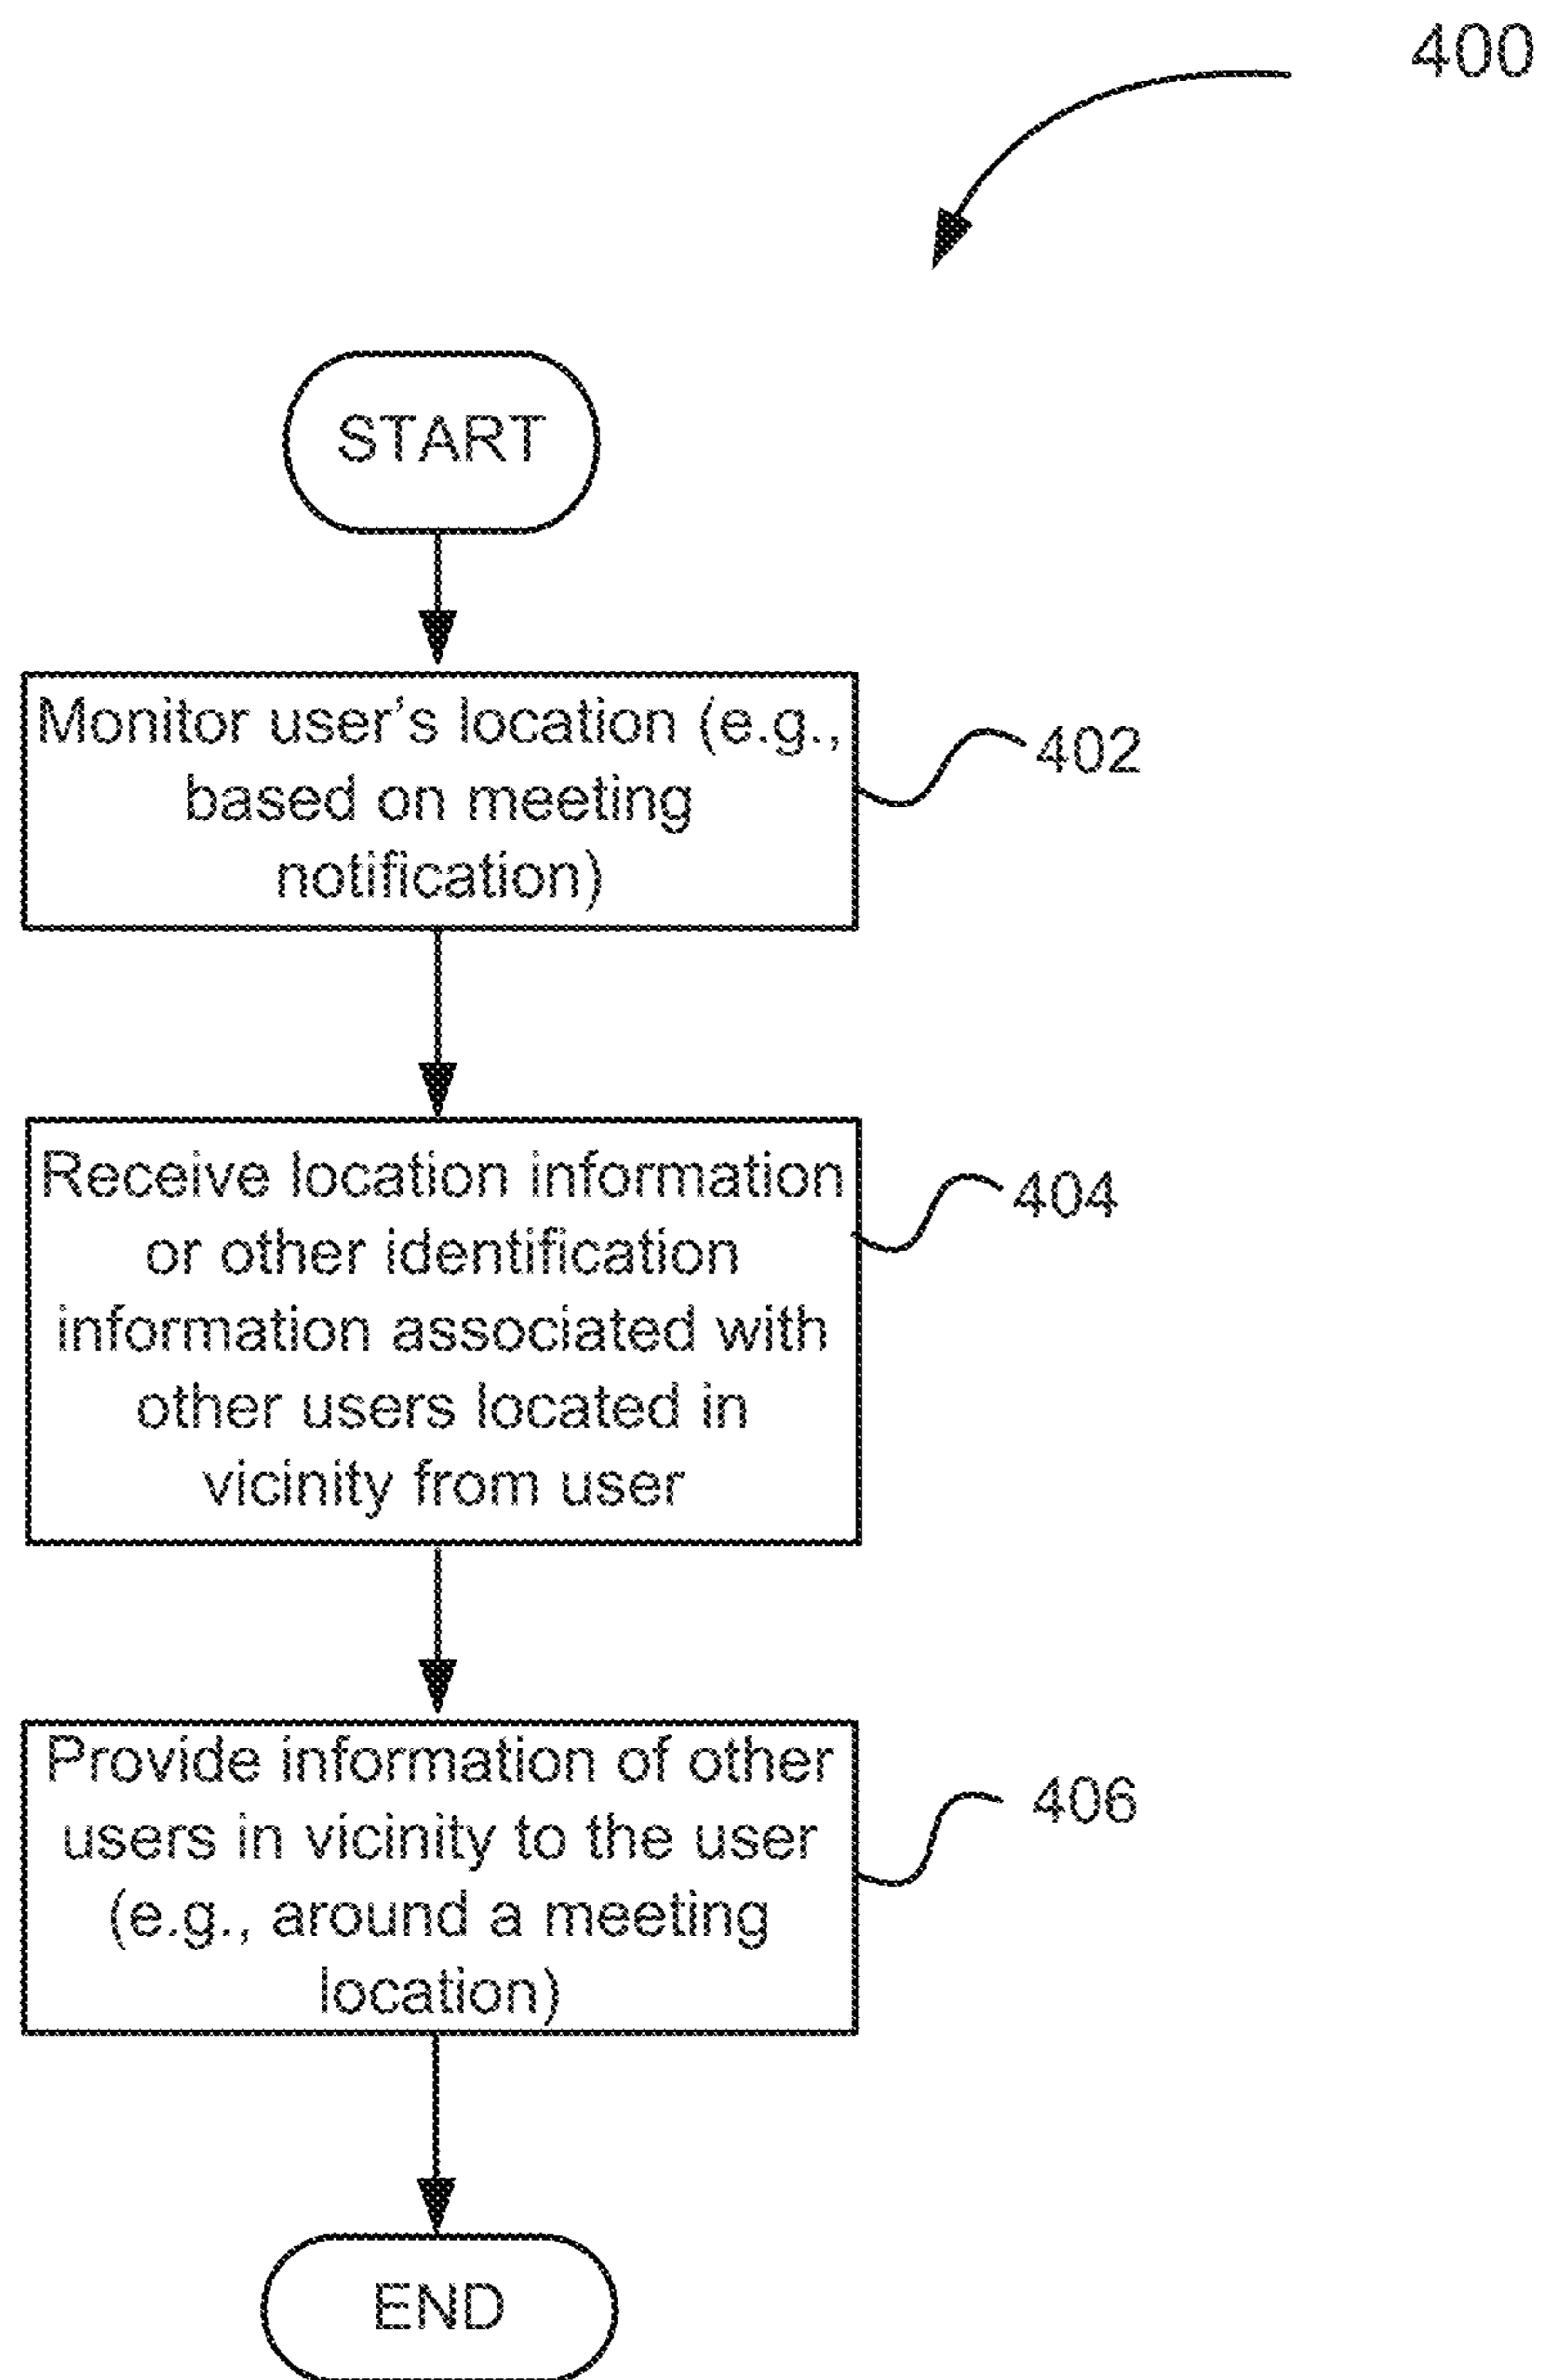 400
START
Monitor user's location (e.g.,
based on meeting
notification)
402
Receive location information
or other identification
information associated with
other users located in
vicinity from user
404
Provide information of other
users in vicinity to the user
(e.g., around a meeting
location)
406
END